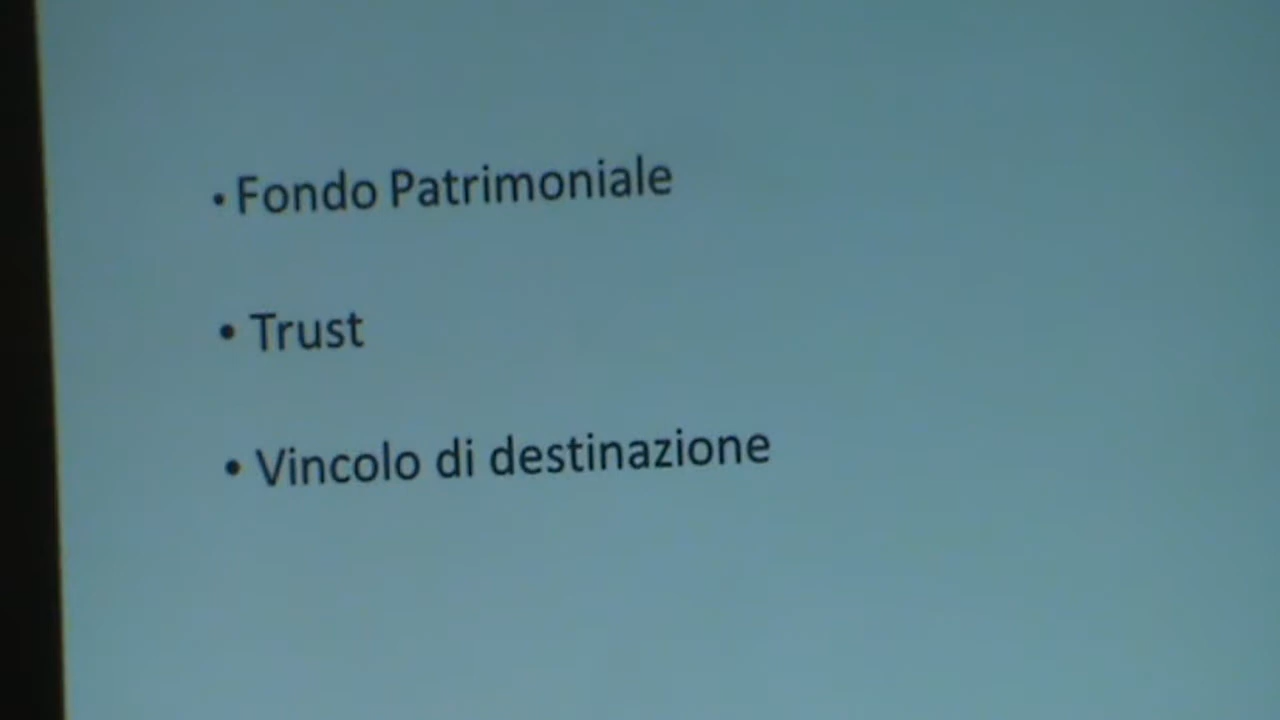 • Fondo Patrimoniale
• Trust
• Vincolo di destinazione